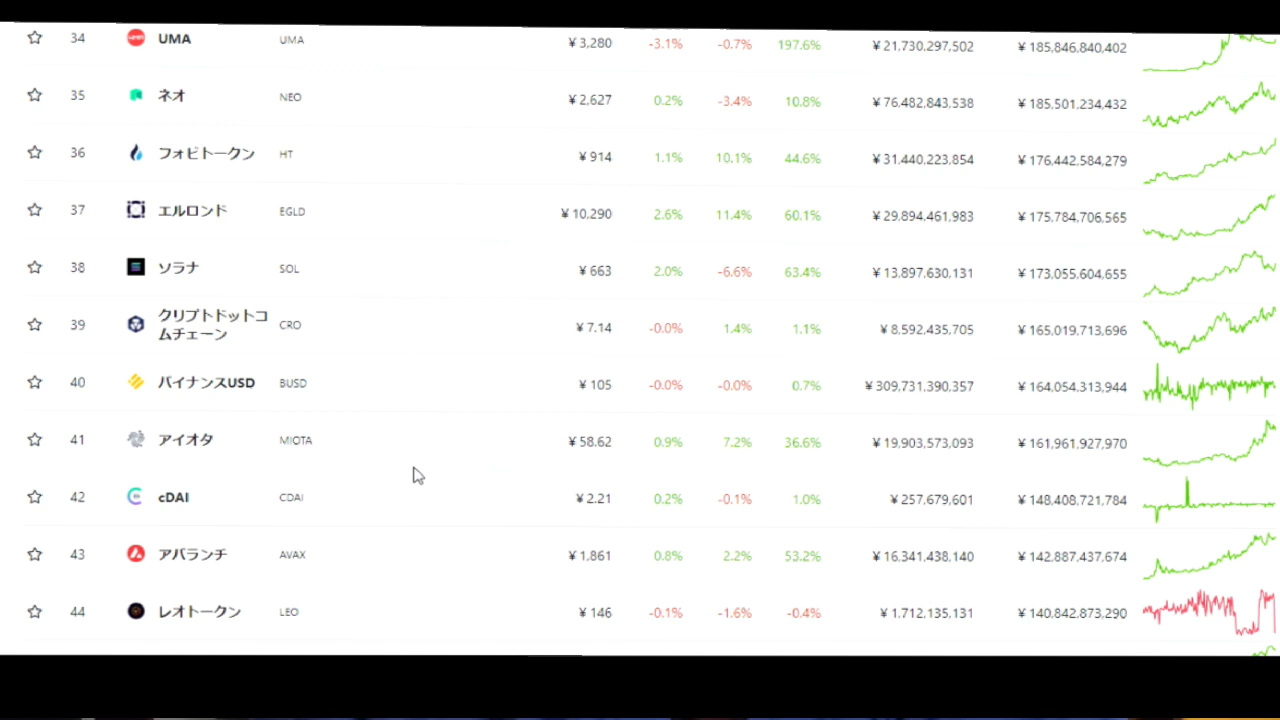 34 UMA UMA ¥3,280 -3.1% -0.7% 197.6% ¥21,730,297,502 ¥185,846,840,402
35 ネオ NEO ¥2,627 0.2% -3.4% 10.8% ¥76,482,843,538 ¥185,501,234,432
36 フォビトークン HT ¥914 1.1% 10.1% 44.6% ¥31,440,223,854 ¥176,442,584,279
37 エルロンド EGLD ¥10,290 2.6% 11.4% 60.1% ¥29,894,461,983 ¥175,784,706,565
38 ソラナ SOL ¥663 2.0% -6.6% 63.4% ¥13,897,630,131 ¥173,055,604,655
39 クリプトドットコ
ムチェーン CRO ¥7.14 -0.0% 1.4% 1.1% ¥8,592,435,705 ¥165,019,713,696
40 バイナンスUSD BUSD ¥105 -0.0% -0.0% 0.7% ¥309,731,390,357 ¥164,054,313,944
41 アイオタ MIOTA ¥58.62 0.9% 7.2% 36.6% ¥19,903,573,093 ¥161,961,927,970
42 cDAI CDAI ¥2.21 0.2% -0.1% 1.0% ¥257,679,601 ¥148,408,721,784
43 アバランチ AVAX ¥1,861 0.8% 2.2% 53.2% ¥16,341,438,140 ¥142,887,437,674
44 レオトークン LEO ¥146 -0.1% -1.6% -0.4% ¥1,712,135,131 ¥140,842,873,290